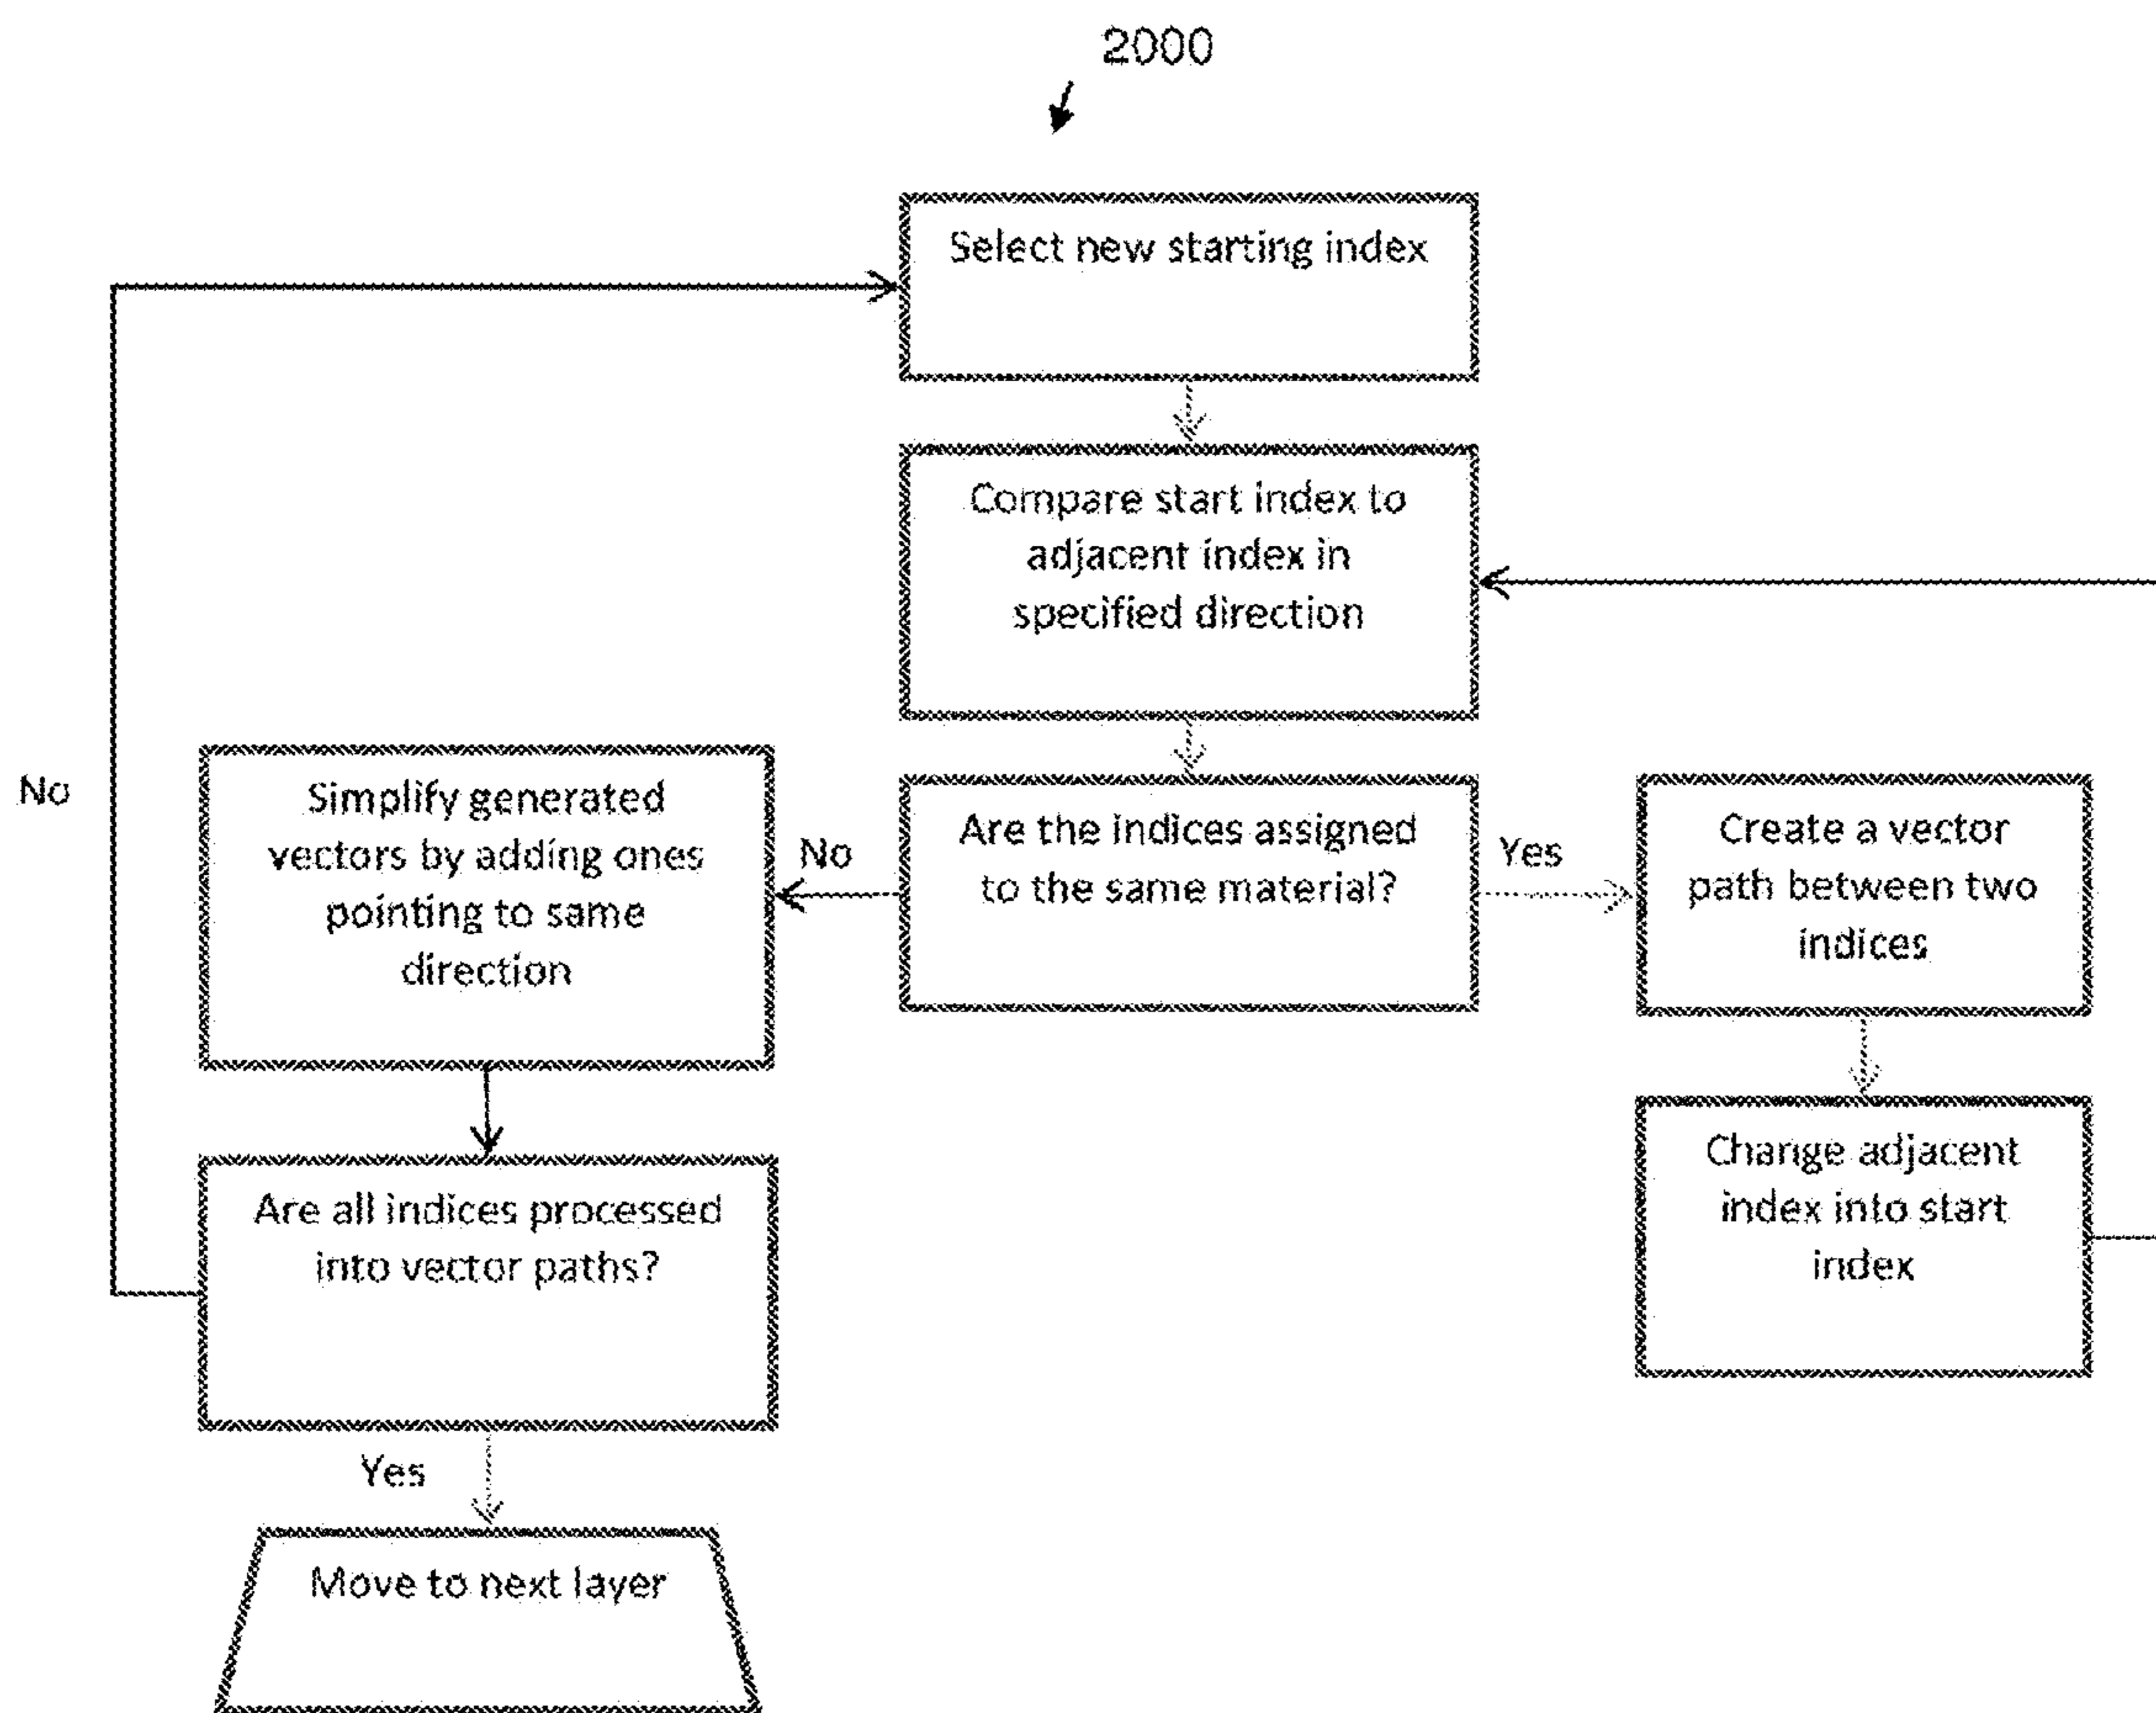 2000
Select new starting index
Compare start index to
adjacent index in
specified direction
No
Simplify generated
vectors by adding ones
pointing to same
direction
No
Are the indices assigned
to the same material?
Yes
Create a vector
path between two
indices
Are all indices processed
into vector paths?
Change adjacent
index into start
index
Yes
Move to next layer